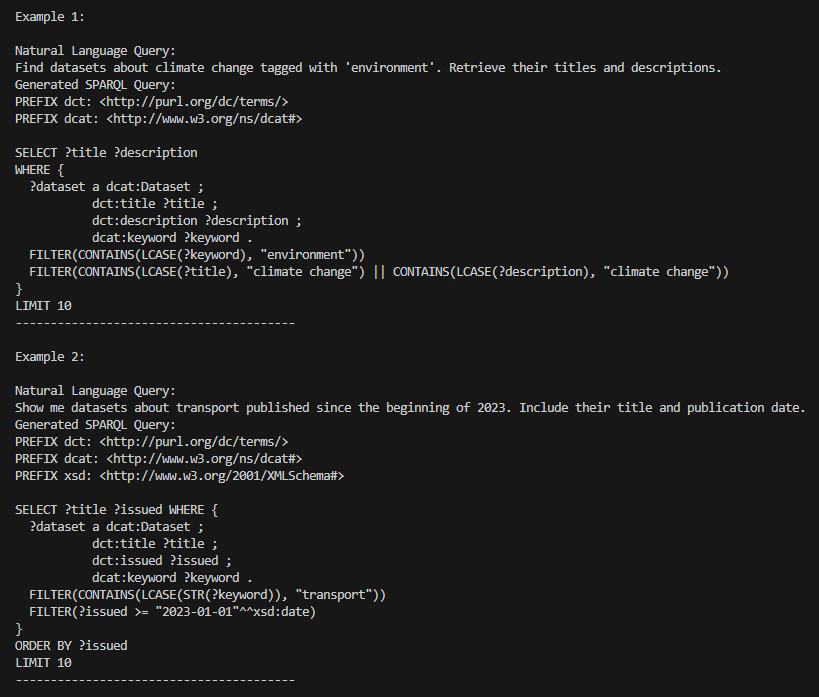 Example 1:
Natural Language Query:
Find datasets about climate change tagged with 'environment'. Retrieve their titles and descriptions.
Generated SPARQL Query:
PREFIX dct: <http://purl.org/dc/terms/>
PREFIX dcat: <http://www.w3.org/ns/dcat#>
SELECT ?title ?description
WHERE {
  ?dataset a dcat:Dataset ;
           dct:title ?title ;
           dct:description ?description ;
           dcat:keyword ?keyword .
  FILTER(CONTAINS(LCASE(?keyword), "environment"))
  FILTER(CONTAINS(LCASE(?title), "climate change") || CONTAINS(LCASE(?description), "climate change"))
}
LIMIT 10
----------------------------------------
Example 2:
Natural Language Query:
Show me datasets about transport published since the beginning of 2023. Include their title and publication date.
Generated SPARQL Query:
PREFIX dct: <http://purl.org/dc/terms/>
PREFIX dcat: <http://www.w3.org/ns/dcat#>
PREFIX xsd: <http://www.w3.org/2001/XMLSchema#>
SELECT ?title ?issued WHERE {
  ?dataset a dcat:Dataset ;
           dct:title ?title ;
           dct:issued ?issued ;
           dcat:keyword ?keyword .
  FILTER(CONTAINS(LCASE(STR(?keyword)), "transport"))
  FILTER(?issued >= "2023-01-01"^^xsd:date)
}
ORDER BY ?issued
LIMIT 10
----------------------------------------